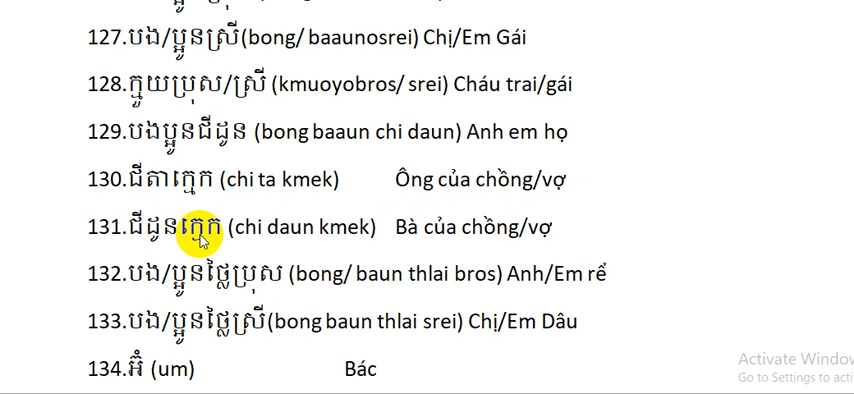 127.បង/ប្អូនស្រី(bong/ baaunosrei) Chị/Em Gái
128.ក្មួយប្រុស/ស្រី (kmuoyobros/ srei) Cháu trai/gái
129.បងប្អូនជីដូន (bong baaun chi daun) Anh em họ
130.ជីតាក្មេក (chi ta kmek) Ông của chồng/vợ
131.ជីដូនក្មេក (chi daun kmek) Bà của chồng/vợ
132.បង/ប្អូនថ្លៃប្រុស (bong/ baun thlai bros) Anh/Em rể
133.បង/ប្អូនថ្លៃស្រី(bong baun thlai srei) Chị/Em Dâu
134.អ៊ំ (um) Bác
Activate Window
Go to Settings to acti